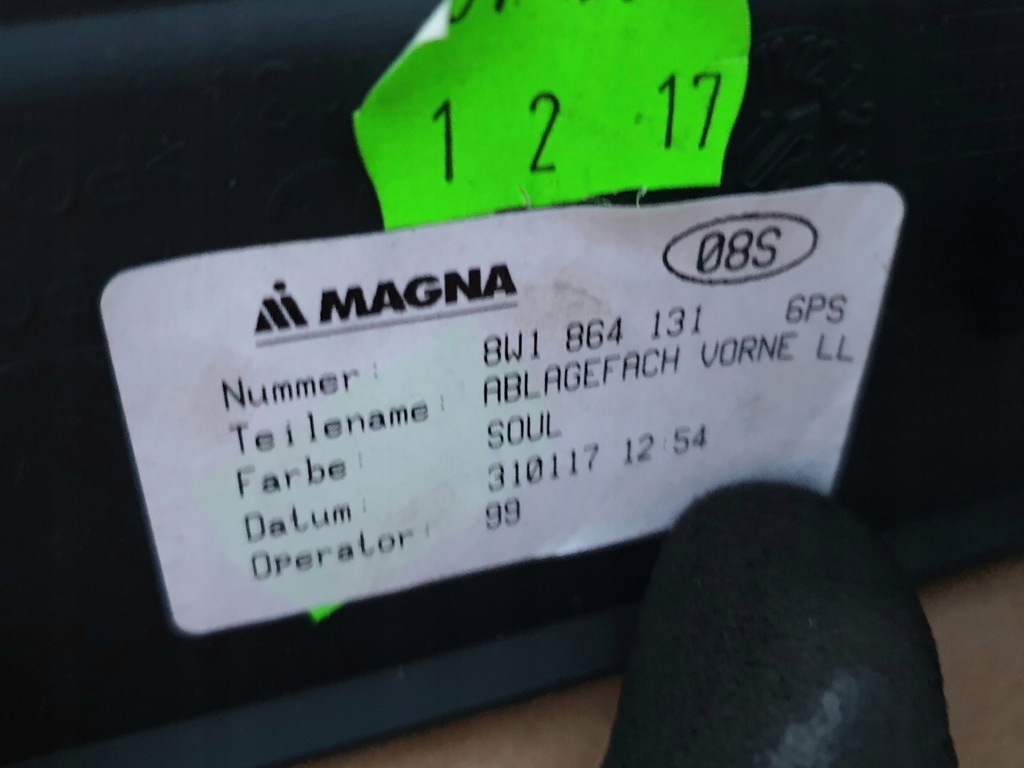 1 2 17
MAGNA
08S
Nummer: 8W1 864 131 6PS
Teilename: ABLAGEFACH VORNE LL
Farbe: SOUL
Datum: 310117 12:54
Operator: 99